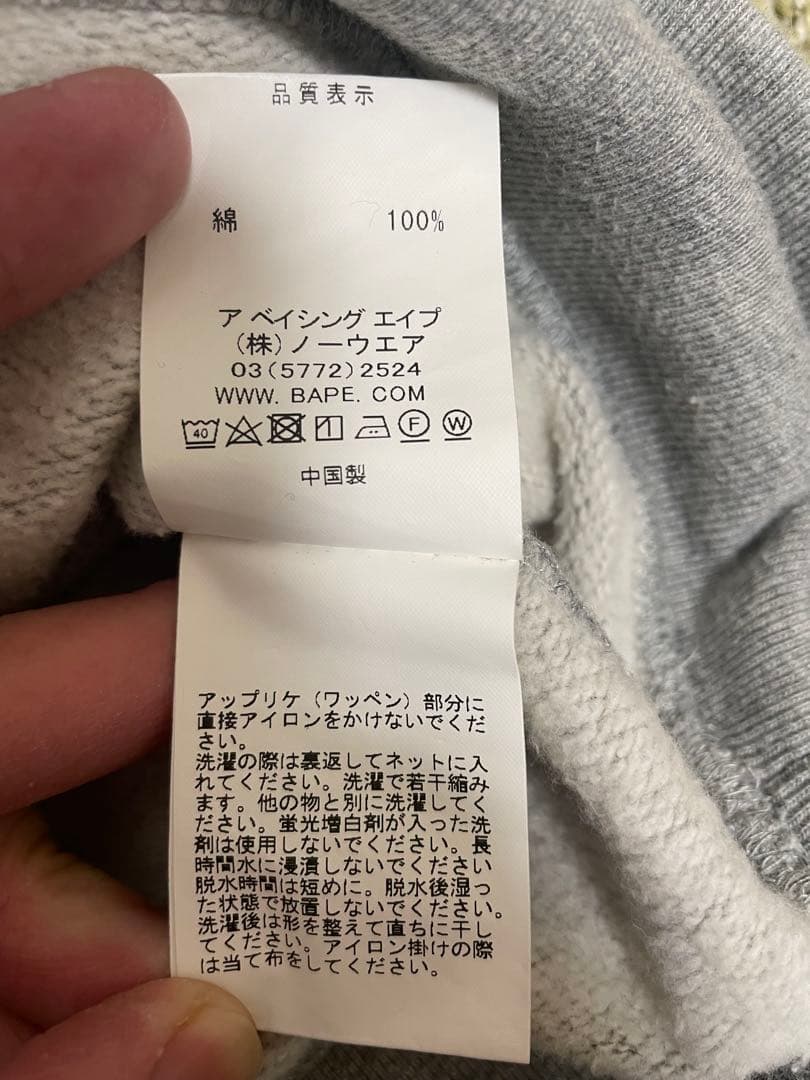 品質表示
綿 100%
ア ベイシング エイプ
(株)ノーウエア
03(5772)2524
WWW. BAPE. COM
40 F W
中国製
アップリケ(ワッペン)部分に
直接アイロンをかけないでくだ
さい。
洗濯の際は裏返してネットに入
れてください。洗濯で若干縮み
ます。他の物と別に洗濯してく
ださい。蛍光増白剤が入った洗
剤は使用しないでください。長
時間水に浸漬しないでください
脱水時間は短めに。脱水後湿っ
た状態で放置しないでください。
洗濯後は形を整えて直ちに干し
てください。アイロン掛けの際
は当て布をしてください。